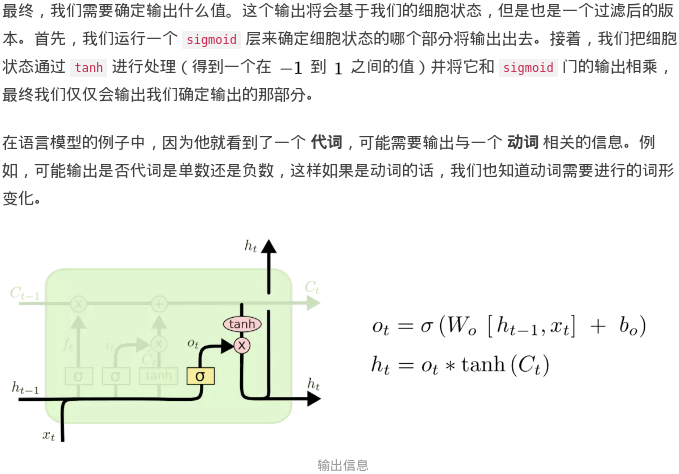 最终，我们需要确定输出什么值。这个输出将会基于我们的细胞状态，但是也是一个过滤后的版
本。首先，我们运行一个 sigmoid 层来确定细胞状态的哪个部分将输出出去。接着，我们把细胞
状态通过 tanh 进行处理（得到一个在 −1 到 1 之间的值）并将它和 sigmoid 门的输出相乘，
最终我们仅仅会输出我们确定输出的那部分。
在语言模型的例子中，因为他就看到了一个 代词，可能需要输出与一个 动词 相关的信息。例
如，可能输出是否代词是单数还是负数，这样如果是动词的话，我们也知道动词需要进行的词形
变化。
h_t
C_{t−1}
C_t
x
+
tanh
f_t
i_t
C̃_t
x
o_t
x
σ
σ
tanh
σ
h_{t−1}
h_t
x_t
o_t = σ (W_o [ h_{t−1}, x_t ] + b_o)
h_t = o_t ∗ tanh (C_t)
输出信息